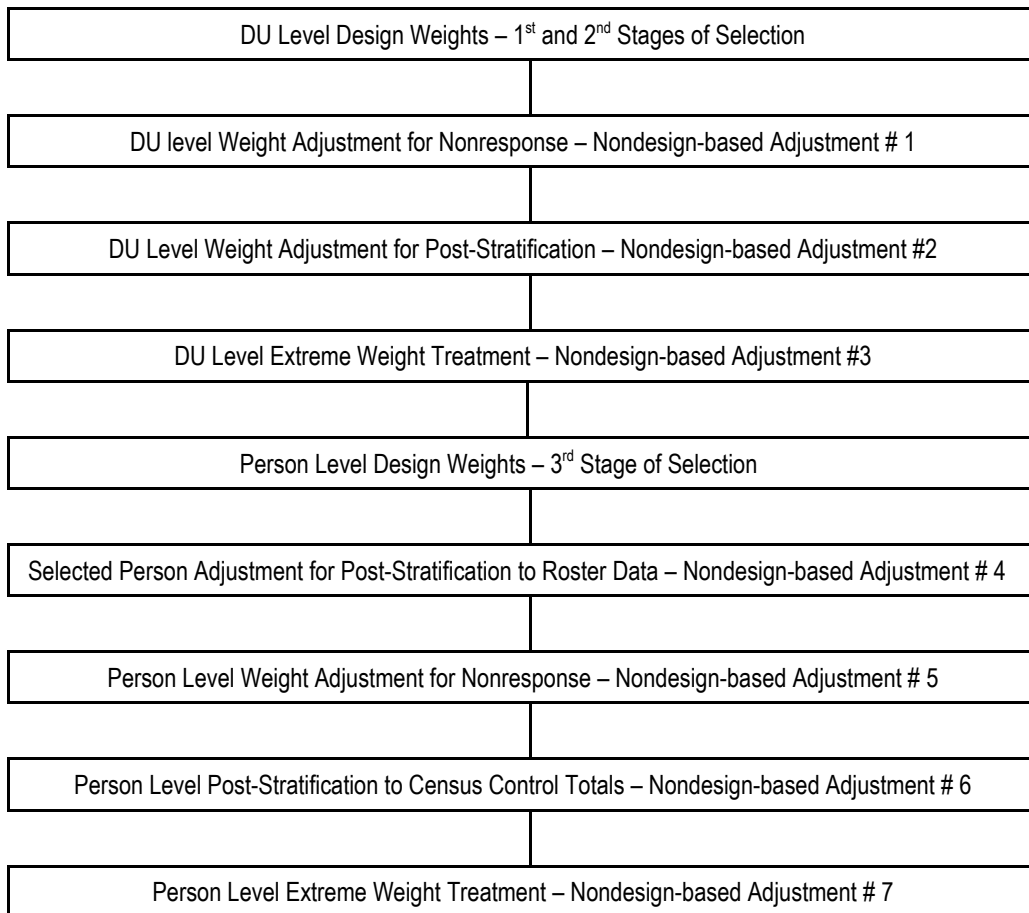 DU Level Design Weights – 1st and 2nd Stages of Selection
DU level Weight Adjustment for Nonresponse – Nondesign-based Adjustment # 1
DU Level Weight Adjustment for Post-Stratification – Nondesign-based Adjustment #2
DU Level Extreme Weight Treatment – Nondesign-based Adjustment #3
Person Level Design Weights – 3rd Stage of Selection
Selected Person Adjustment for Post-Stratification to Roster Data – Nondesign-based Adjustment # 4
Person Level Weight Adjustment for Nonresponse – Nondesign-based Adjustment # 5
Person Level Post-Stratification to Census Control Totals – Nondesign-based Adjustment # 6
Person Level Extreme Weight Treatment – Nondesign-based Adjustment # 7